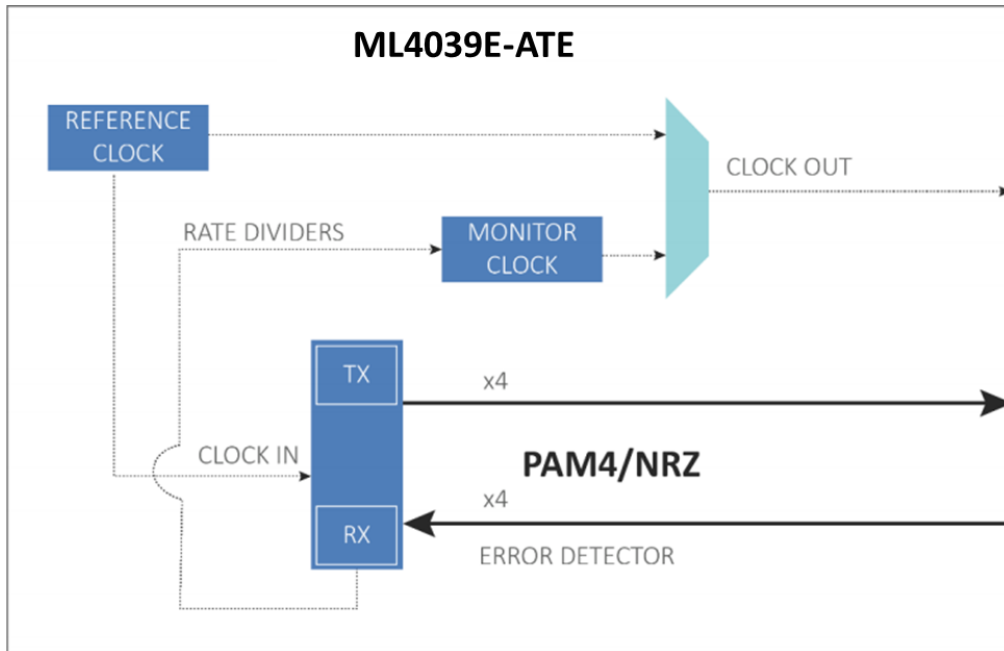 ML4039E-ATE
REFERENCE
CLOCK
CLOCK OUT
RATE DIVIDERS
MONITOR
CLOCK
TX
x4
CLOCK IN
PAM4/NRZ
x4
RX
ERROR DETECTOR